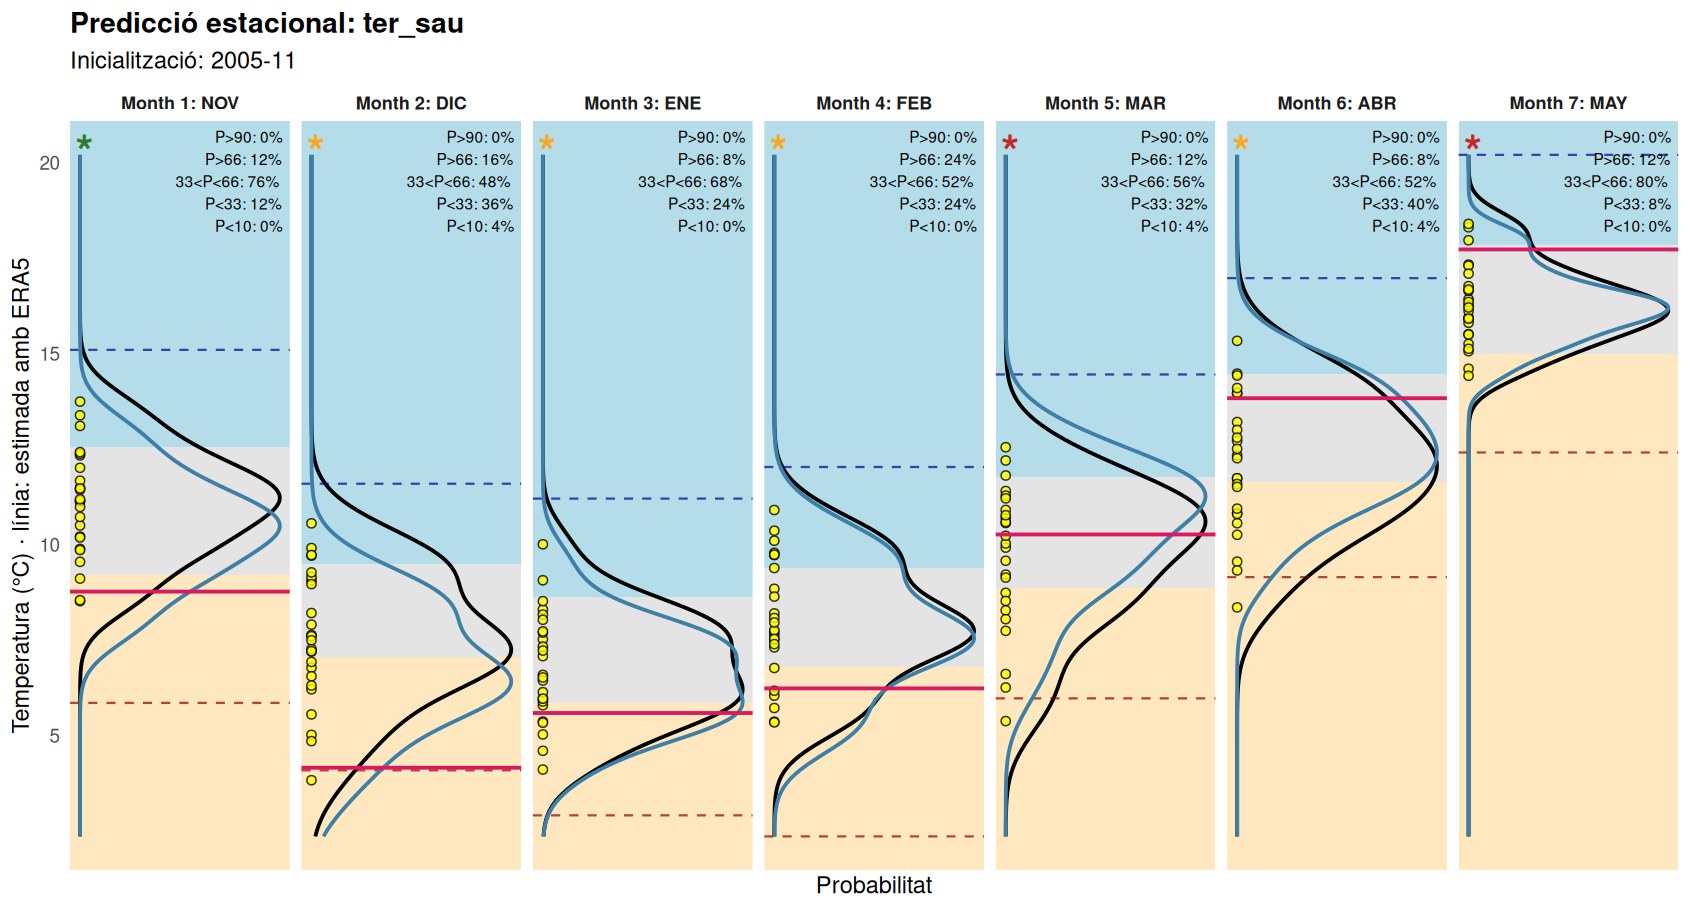 Predicció estacional: ter_sau
Inicialització: 2005-11
Month 1: NOV
Month 2: DIC
Month 3: ENE
Month 4: FEB
Month 5: MAR
Month 6: ABR
Month 7: MAY
*
P>90: 0%
P>66: 12%
33<P<66: 76%
P<33: 12%
P<10: 0%
*
P>90: 0%
P>66: 16%
33<P<66: 48%
P<33: 36%
P<10: 4%
*
P>90: 0%
P>66: 8%
33<P<66: 68%
P<33: 24%
P<10: 0%
*
P>90: 0%
P>66: 24%
33<P<66: 52%
P<33: 24%
P<10: 0%
*
P>90: 0%
P>66: 12%
33<P<66: 56%
P<33: 32%
P<10: 4%
*
P>90: 0%
P>66: 8%
33<P<66: 52%
P<33: 40%
P<10: 4%
*
P>90: 0%
P>66: 12%
33<P<66: 80%
P<33: 8%
P<10: 0%
20
15
10
5
Temperatura (°C) · línia: estimada amb ERA5
Probabilitat